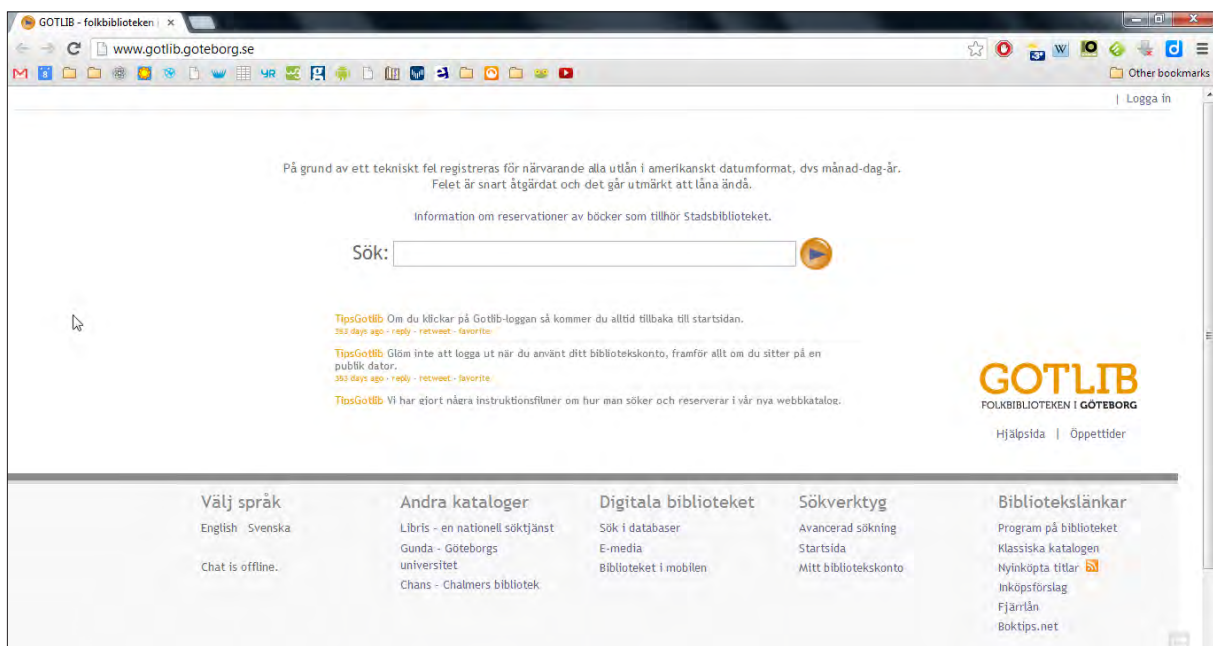 GOTLIB - folkbiblioteken i
www.gotlib.goteborg.se
Other bookmarks
| Logga in
På grund av ett tekniskt fel registreras för närvarande alla utlån i amerikanskt datumformat, dvs månad-dag-år.
Felet är snart åtgärdat och det går utmärkt att låna ändå.
Information om reservationer av böcker som tillhör Stadsbiblioteket.
Sök:
TipsGotlib Om du klickar på Gotlib-loggan så kommer du alltid tillbaka till startsidan.
days ago - reply - retweet - favorite
TipsGotlib Glöm inte att logga ut när du använt ditt bibliotekskonto, framför allt om du sitter på en
publik dator.
days ago - reply - retweet - favorite
TipsGotlib Vi har gjort några instruktionsfilmer om hur man söker och reserverar i vår nya webbkatalog.
GOTLIB
FOLKBIBLIOTEKEN I GÖTEBORG
Hjälpsida | Öppettider
Välj språk
English Svenska
Chat is offline.
Andra kataloger
Libris - en nationell söktjänst
Gunda - Göteborgs
universitet
Chans - Chalmers bibliotek
Digitala biblioteket
Sök i databaser
E-media
Biblioteket i mobilen
Sökverktyg
Avancerad sökning
Startsida
Mitt bibliotekskonto
Bibliotekslänkar
Program på biblioteket
Klassiska katalogen
Nyinköpta titlar
Inköpsförslag
Fjärrlån
Boktips.net